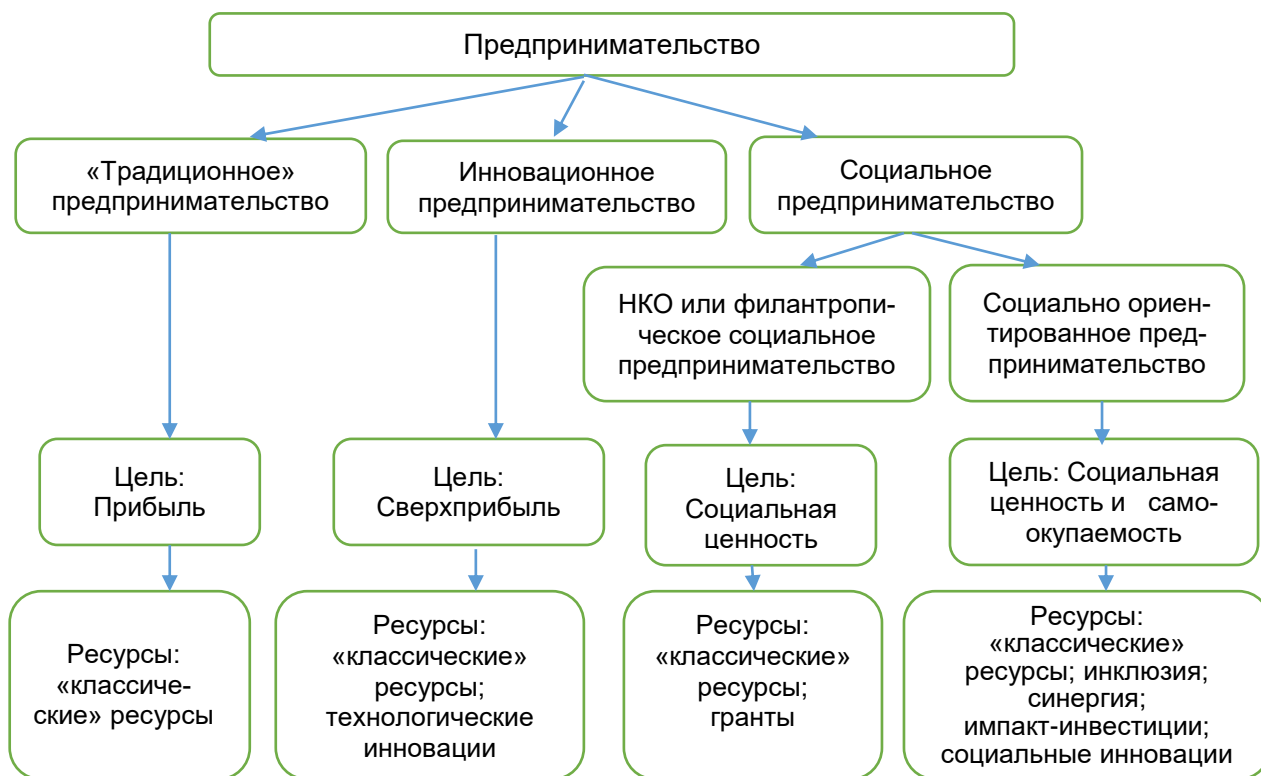 Предпринимательство
«Традиционное»
предпринимательство
Инновационное
предпринимательство
Социальное
предпринимательство
НКО или филантропи-
ческое социальное
предпринимательство
Социально ориен-
тированное пред-
принимательство
Цель:
Прибыль
Цель:
Сверхприбыль
Цель:
Социальная
ценность
Цель: Социальная
ценность и само-
окупаемость
Ресурсы:
«классиче-
ские» ресурсы
Ресурсы:
«классические»
ресурсы;
технологические
инновации
Ресурсы:
«классические»
ресурсы;
гранты
Ресурсы:
«классические»
ресурсы; инклюзия;
синергия;
импакт-инвестиции;
социальные инновации